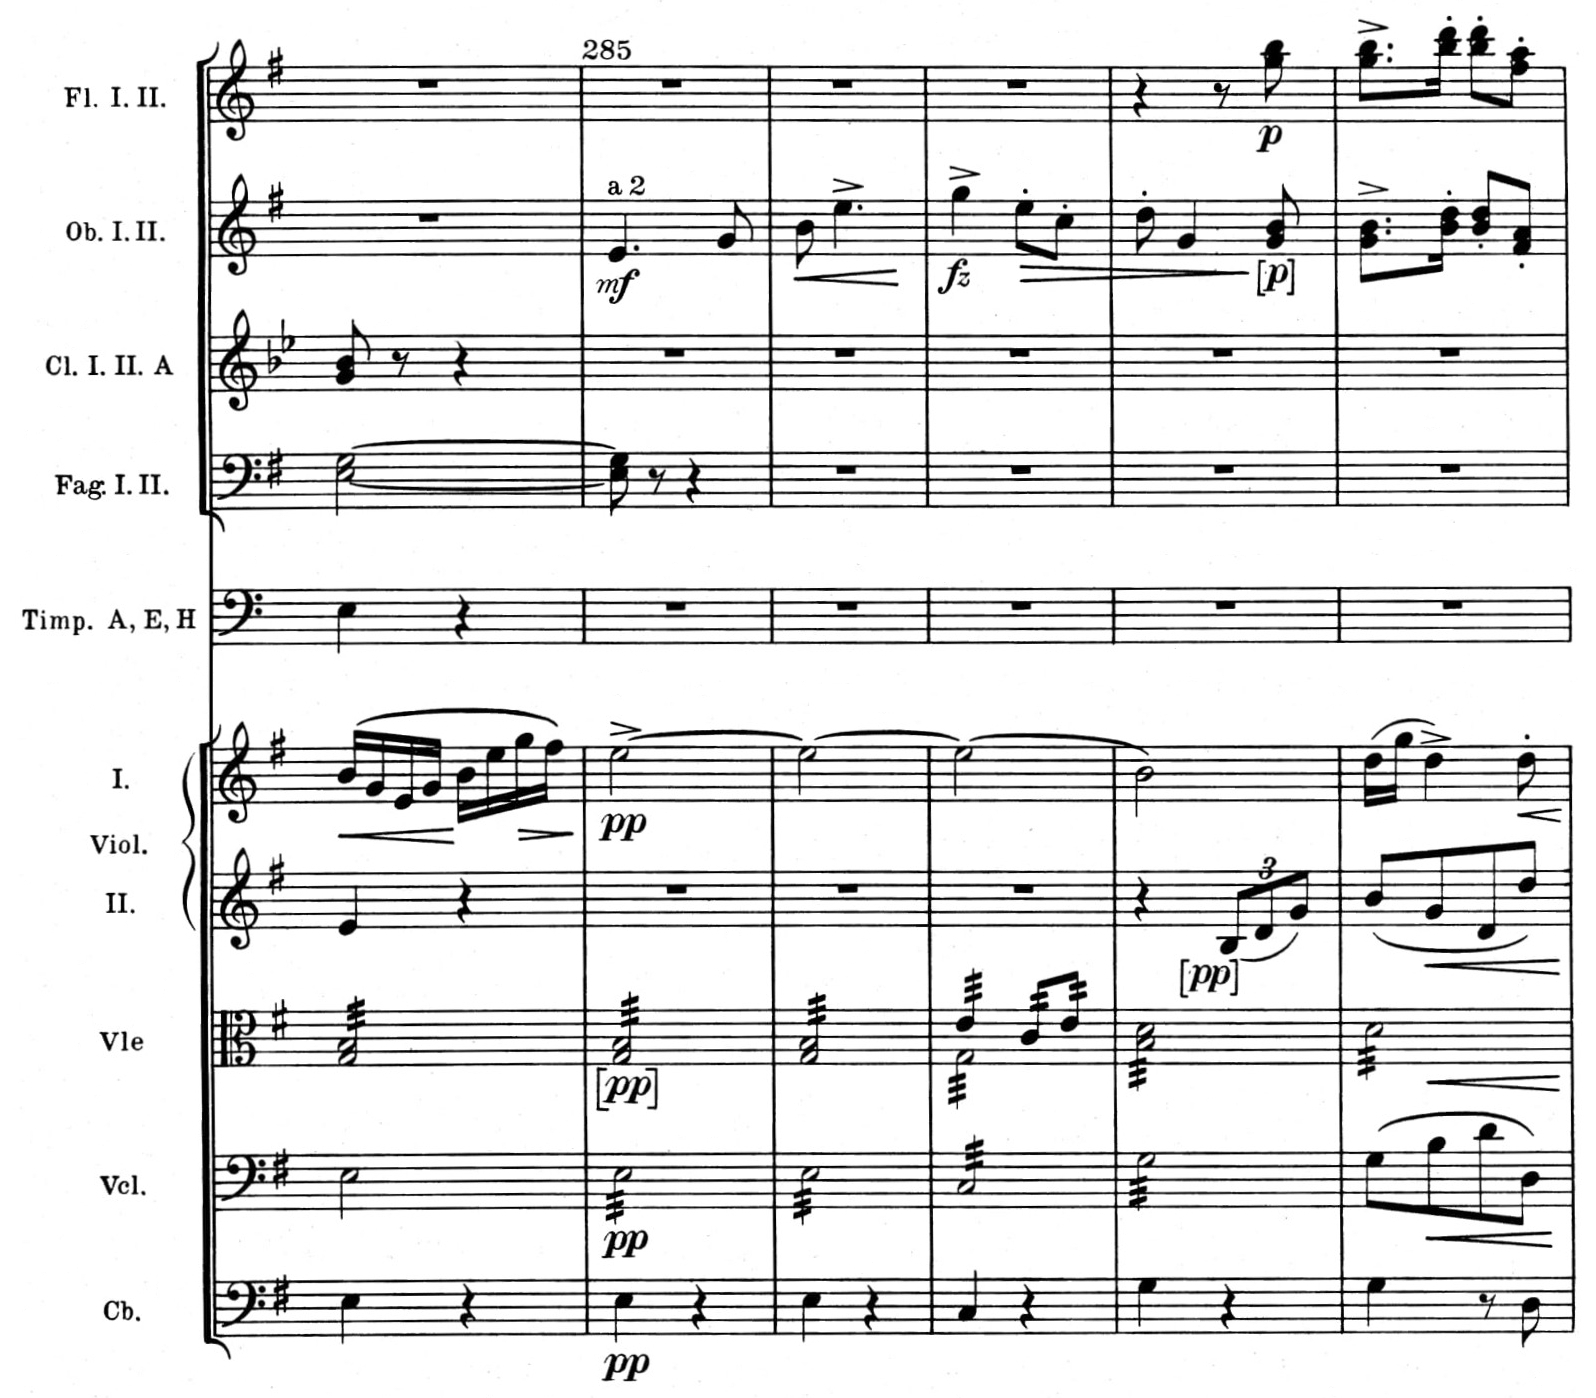 285
Fl. I. II.
p
a 2
Ob. I. II.
mf
fz
[p]
Cl. I. II. A
Fag. I. II.
Timp. A, E, H
I.
pp
Viol.
3
II.
[pp]
Vle
[pp]
Vcl.
pp
Cb.
pp